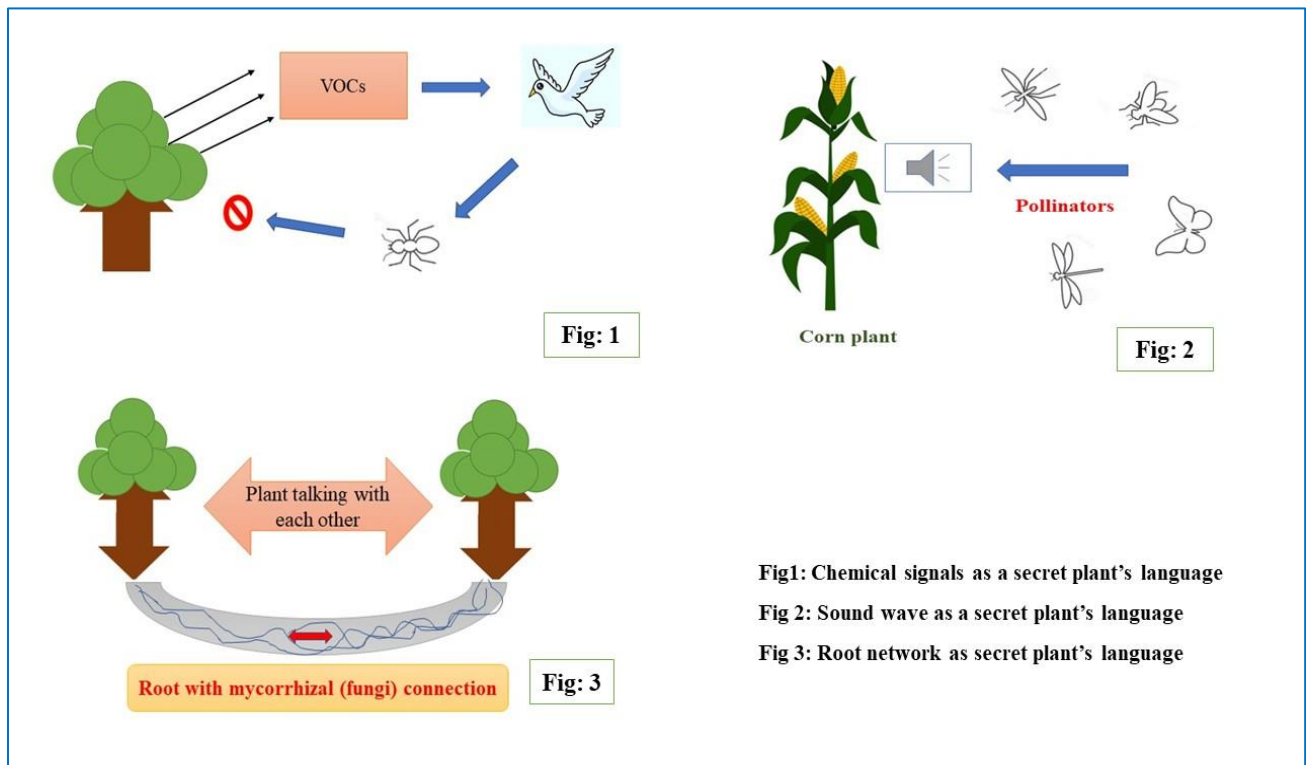 VOCs
Fig: 1
Pollinators
Corn plant
Fig: 2
Plant talking with
each other
Root with mycorrhizal (fungi) connection
Fig: 3
Fig1: Chemical signals as a secret plant’s language
Fig 2: Sound wave as a secret plant’s language
Fig 3: Root network as secret plant’s language